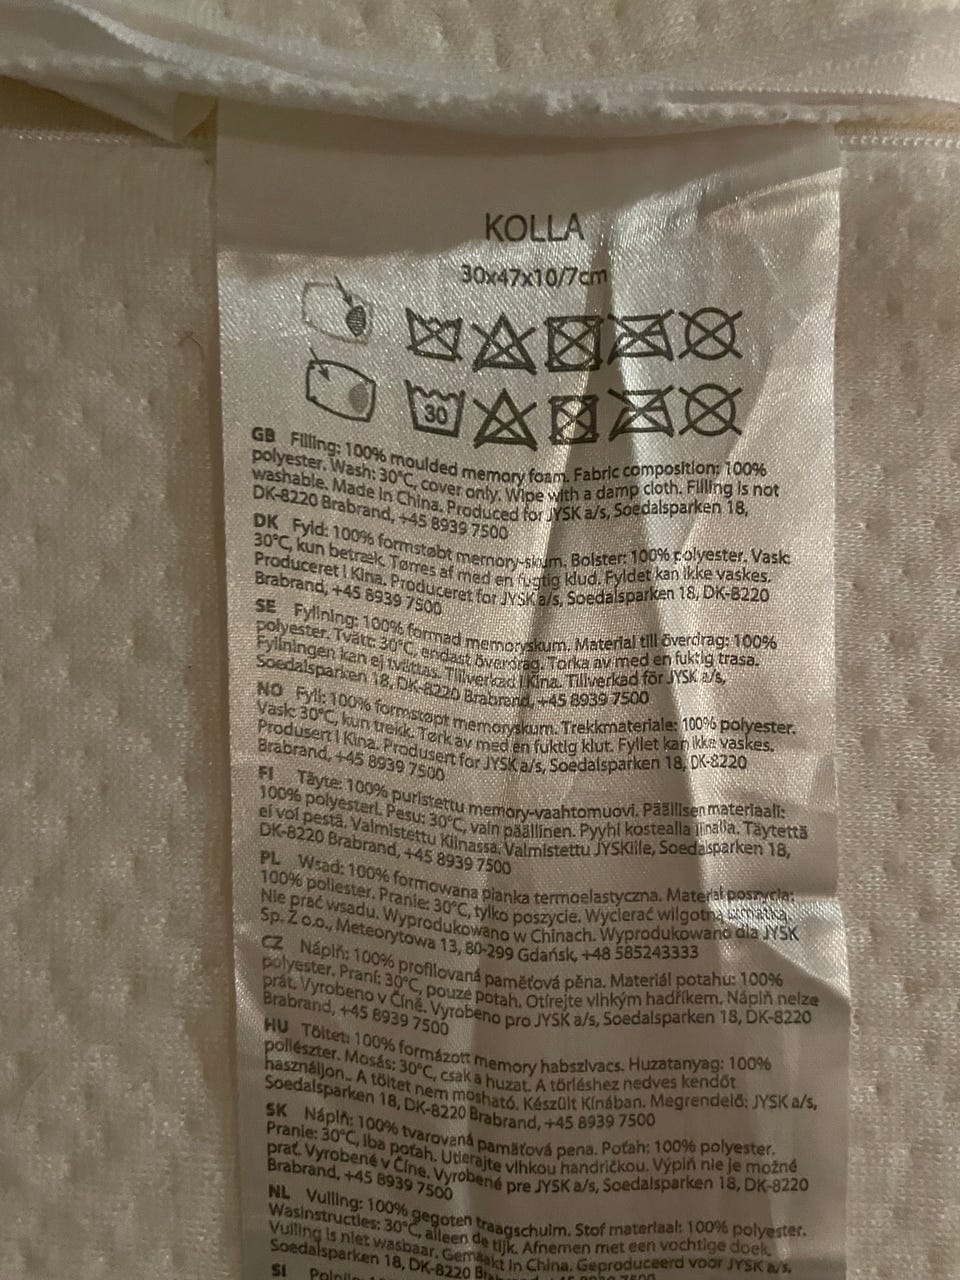 KOLLA
30x47x10/7cm
30
GB Filling: 100% moulded memory foam. Fabric composition: 100%
polyester. Wash: 30°C, cover only. Wipe with a damp cloth. Filling is not
washable. Made in China. Produced for JYSK a/s, Soedalsparken 18,
DK-8220 Brabrand, +45 8939 7500
DK Fyld: 100% formstøbt memory-skum. Bolster: 100% polyester. Vask:
30°C, kun betræk. Tørres af med en fugtig klud. Fyldet kan ikke vaskes.
Produceret i Kina. Produceret for JYSK a/s, Soedalsparken 18, DK-8220
Brabrand, +45 8939 7500
SE Fyllning: 100% formad memoryskum. Material till överdrag: 100%
polyester. Tvätt: 30°C, endast överdrag. Torka av med en fuktig trasa.
Fyllningen kan ej tvättas. Tillverkad i Kina. Tillverkad för JYSK a/s,
Soedalsparken 18, DK-8220 Brabrand, +45 8939 7500
NO Fyll: 100% formstøpt memoryskum. Trekkmateriale: 100% polyester.
Vask: 30°C, kun trekk. Tørk av med en fuktig klut. Fyllet kan ikke vaskes.
Produsert i Kina. Produsert for JYSK a/s, Soedalsparken 18, DK-8220
Brabrand, +45 8939 7500
FI Täyte: 100% puristettu memory-vaahtomuovi. Päällisen materiaali:
100% polyesteri. Pesu: 30°C, vain päällinen. Pyyhi kostealla liinalla. Täytettä
ei voi pestä. Valmistettu Kiinassa. Valmistettu JYSKille, Soedalsparken 18,
DK-8220 Brabrand, +45 8939 7500
PL Wsad: 100% formowana pianka termoelastyczna. Materiał poszycia:
100% poliester. Pranie: 30°C, tylko poszycie. Wycierać wilgotną szmatką.
Nie prać wsadu. Wyprodukowano w Chinach. Wyprodukowano dla JYSK
Sp. Z o.o., Meteorytowa 13, 80-299 Gdańsk, +48 585243333
CZ Náplň: 100% profilovaná paměťová pěna. Materiál potahu: 100%
polyester. Praní: 30°C, pouze potah. Otírejte vlhkým hadříkem. Náplň nelze
prát. Vyrobeno v Číně. Vyrobeno pro JYSK a/s, Soedalsparken 18, DK-8220
Brabrand, +45 8939 7500
HU Töltet: 100% formázott memory habszivacs. Huzatanyag: 100%
poliészter. Mosás: 30°C, csak a huzat. A törléshez nedves kendőt
használjon.. A töltet nem mosható. Készült Kínában. Megrendelő: JYSK a/s,
Soedalsparken 18, DK-8220 Brabrand, +45 8939 7500
SK Náplň: 100% tvarovaná pamäťová pena. Poťah: 100% polyester.
Pranie: 30°C, iba poťah. Utierajte vlhkou handričkou. Výplň nie je možné
prať. Vyrobené v Číne. Vyrobené pre JYSK a/s, Soedalsparken 18, DK-8220
Brabrand, +45 8939 7500
NL Vulling: 100% gegoten traagschuim. Stof materiaal: 100% polyester.
Wasinstructies: 30°C, alleen de tijk. Afnemen met een vochtige doek.
Vulling is niet wasbaar. Gemaakt in China. Geproduceerd voor JYSK a/s,
Soedalsparken 18, DK-8220 7500
SI